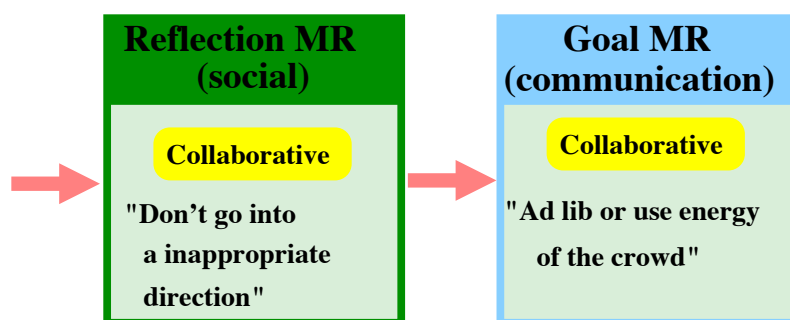 Reflection MR
(social)
Collaborative
"Don’t go into
a inappropriate
direction"
Goal MR
(communication)
Collaborative
"Ad lib or use energy
of the crowd"